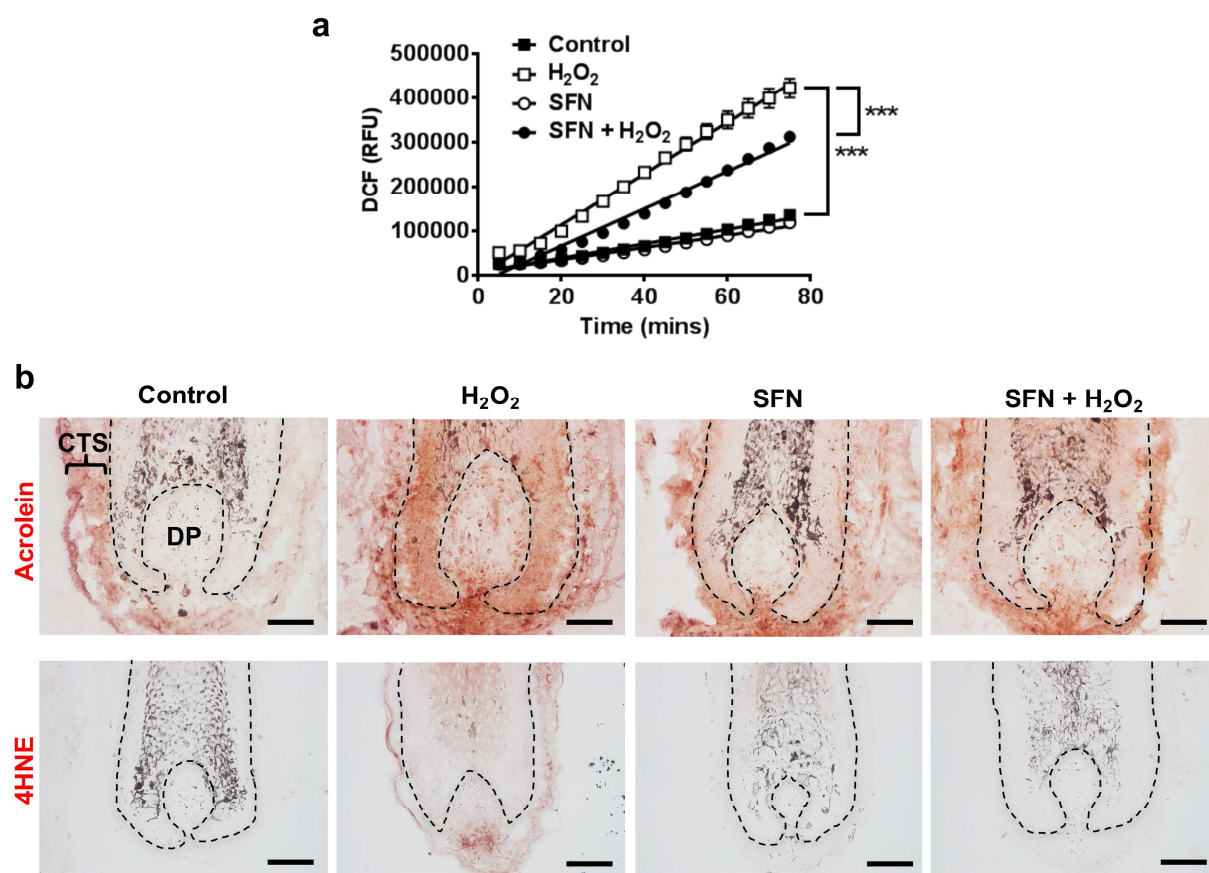 a
500000
400000
300000
200000
100000
0
DCF (RFU)
Control
H₂O₂
SFN
SFN + H₂O₂
***
***
0 20 40 60 80
Time (mins)
b
Control H₂O₂ SFN SFN + H₂O₂
Acrolein
CTS
DP
4HNE